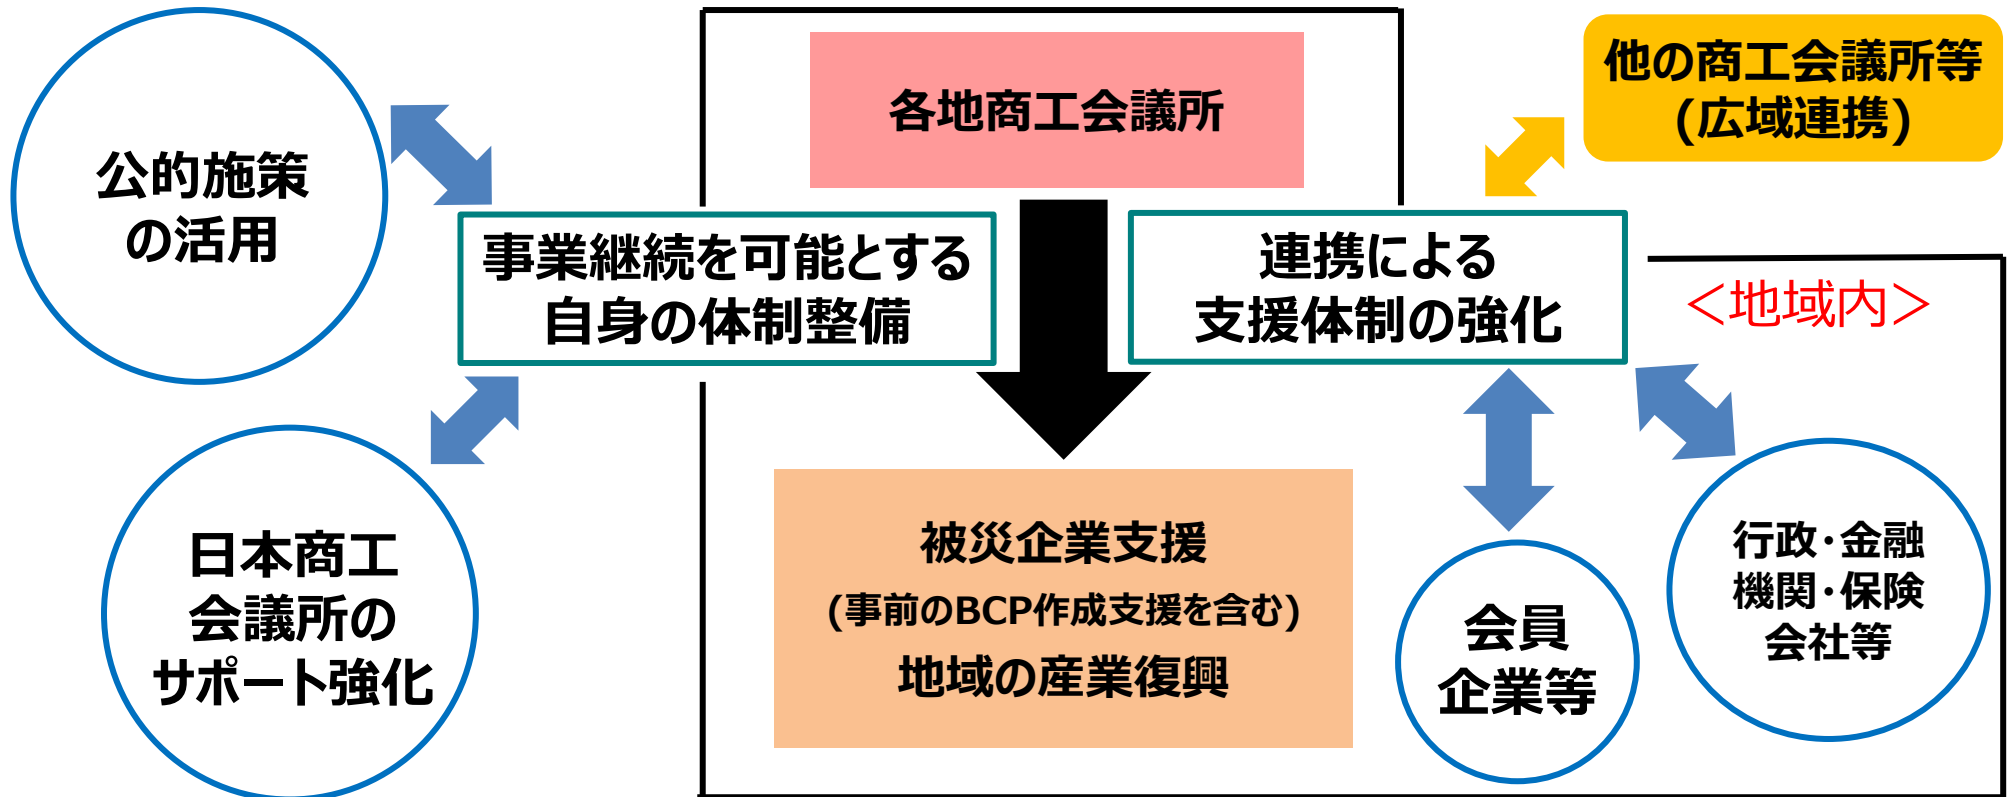 公的施策
の活用
各地商工会議所
他の商工会議所等
(広域連携)
事業継続を可能とする
自身の体制整備
連携による
支援体制の強化
＜地域内＞
日本商工
会議所の
サポート強化
被災企業支援
(事前のBCP作成支援を含む)
地域の産業復興
会員
企業等
行政・金融
機関・保険
会社等